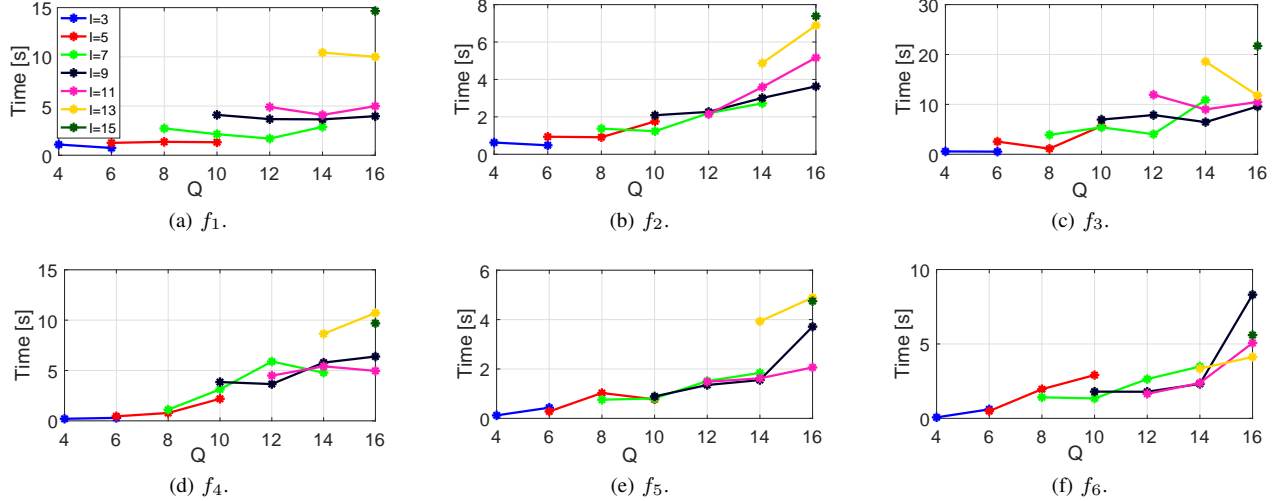 15
10
5
0
Time [s]
l=3
l=5
l=7
l=9
l=11
l=13
l=15
4 6 8 10 12 14 16
Q
(a) f1.
8
6
4
2
0
Time [s]
4 6 8 10 12 14 16
Q
(b) f2.
30
20
10
0
Time [s]
4 6 8 10 12 14 16
Q
(c) f3.
15
10
5
0
Time [s]
4 6 8 10 12 14 16
Q
(d) f4.
6
4
2
0
Time [s]
4 6 8 10 12 14 16
Q
(e) f5.
10
5
0
Time [s]
4 6 8 10 12 14 16
Q
(f) f6.